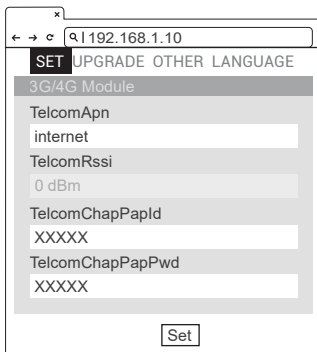 192.168.1.10
SET UPGRADE OTHER LANGUAGE
3G/4G Module
TelcomApn
internet
TelcomRssi
0 dBm
TelcomChapPapId
XXXXX
TelcomChapPapPwd
XXXXX
Set